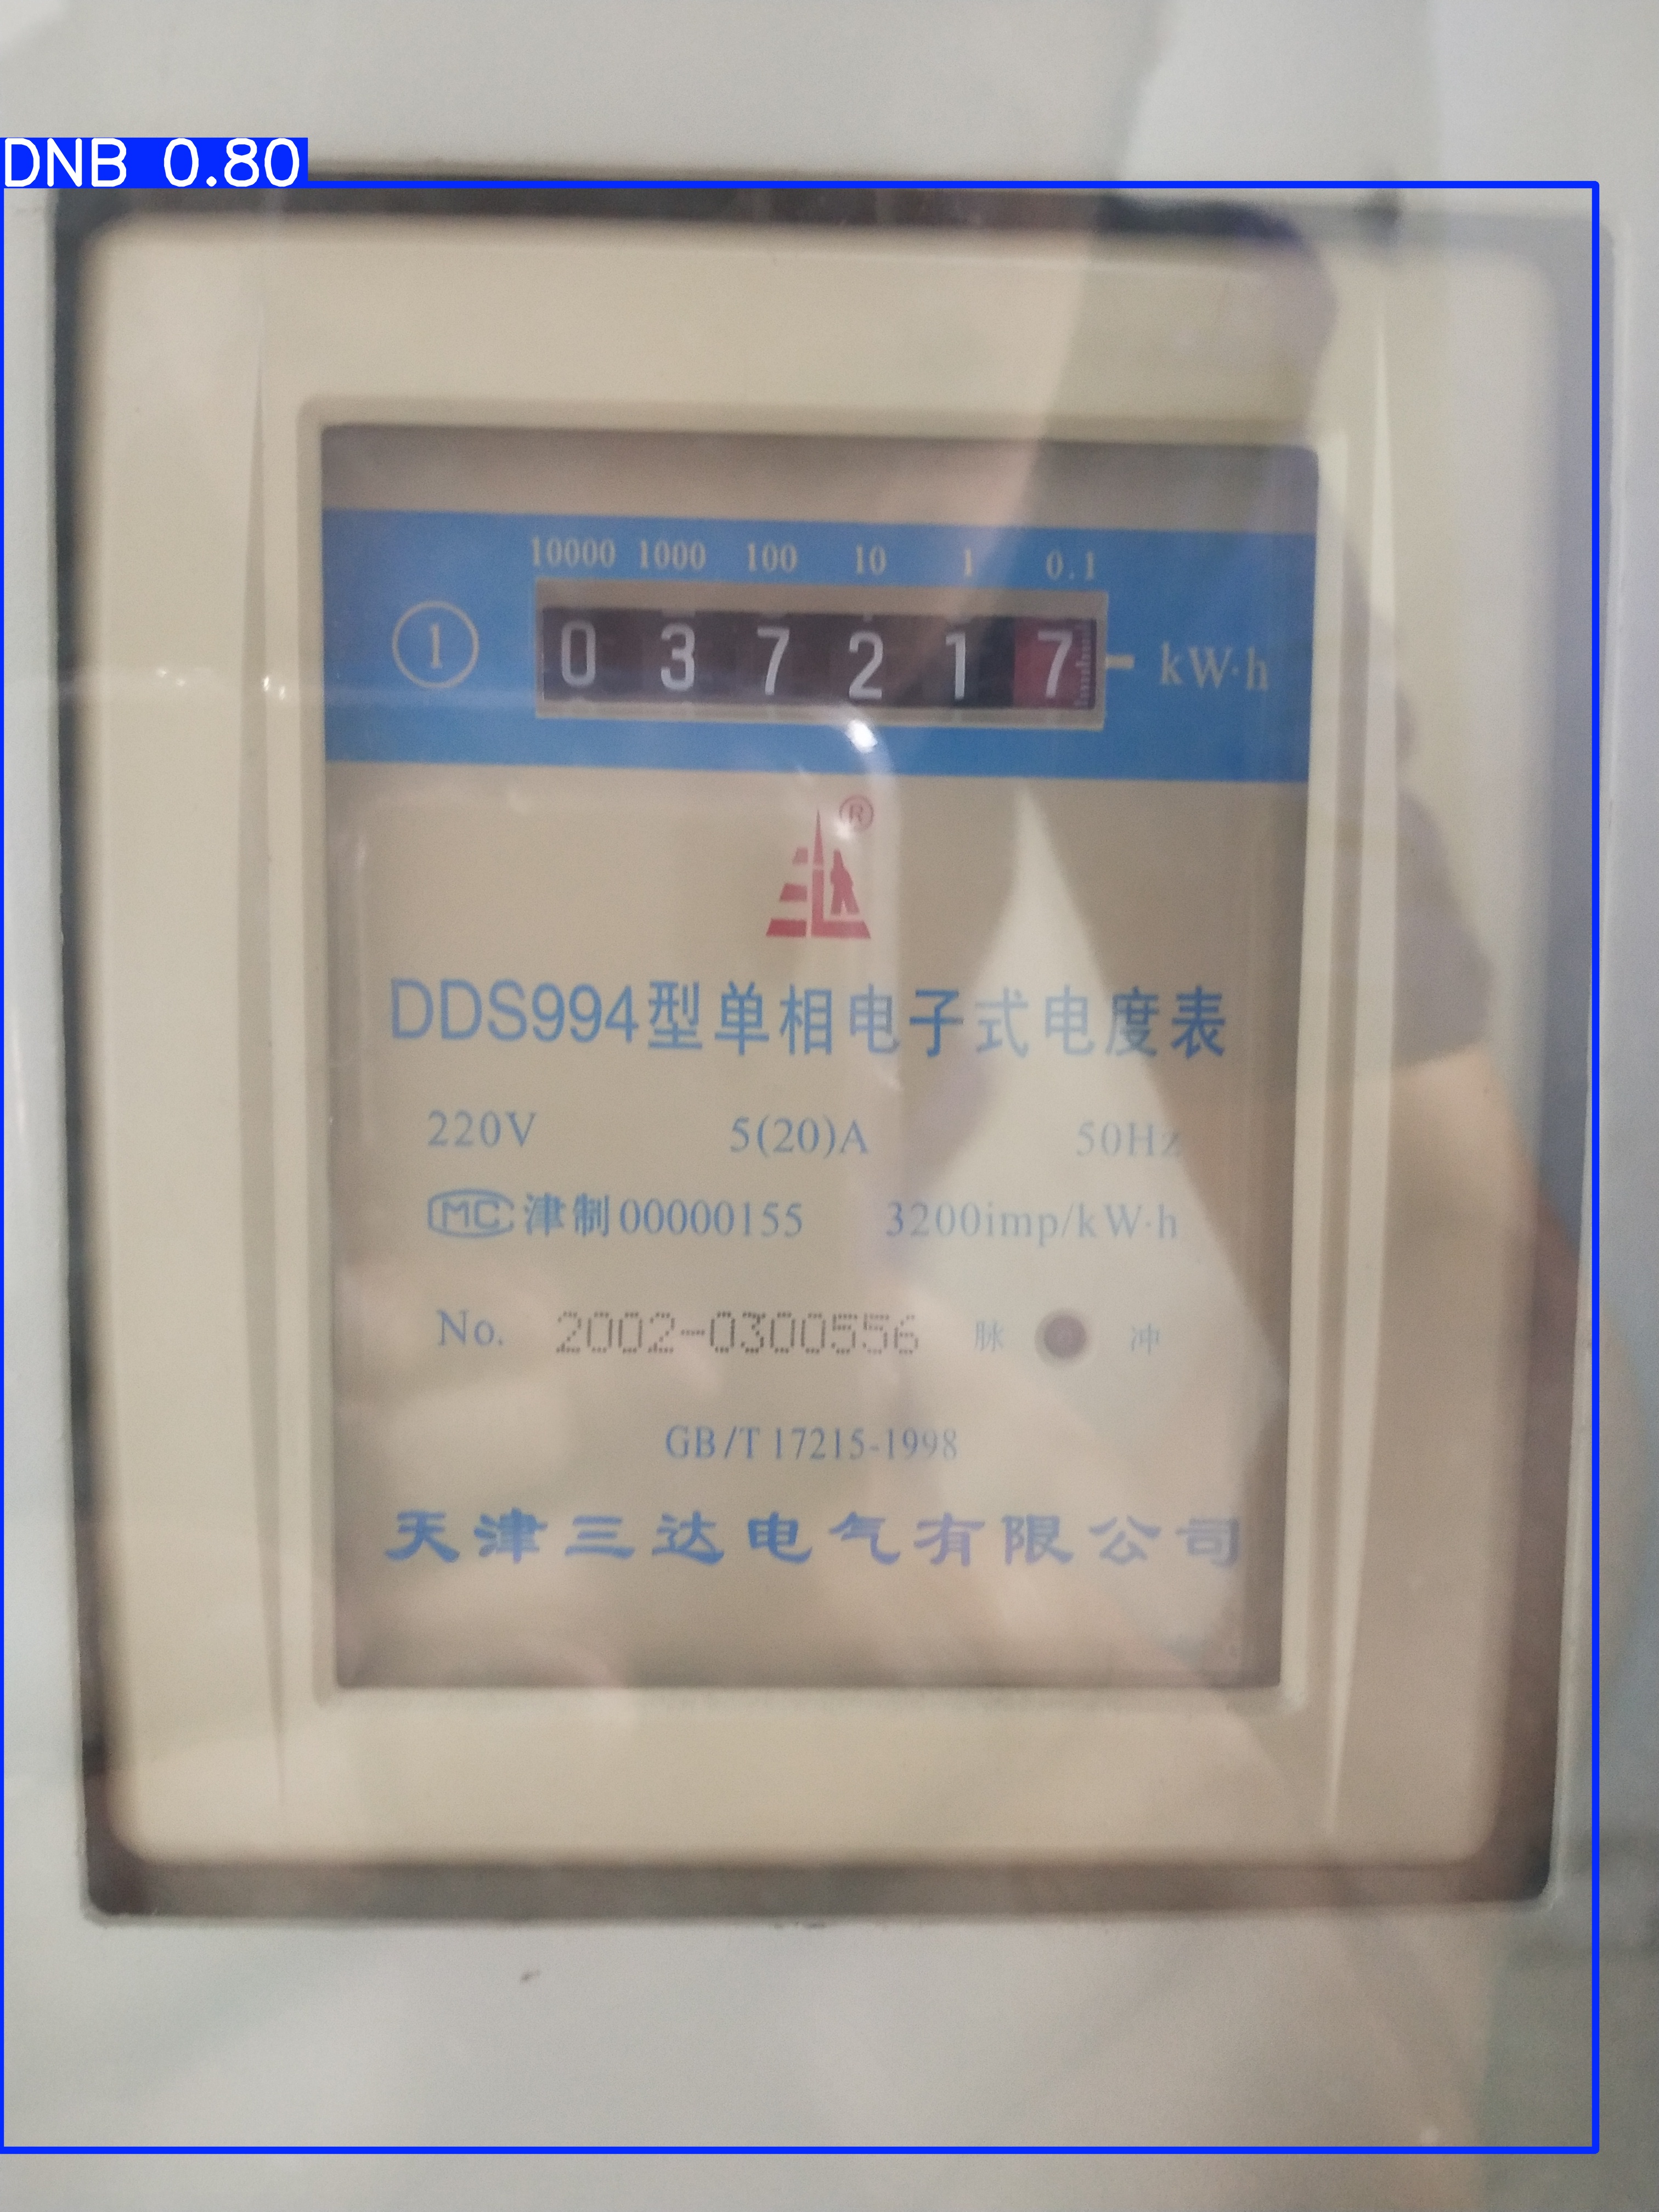 DNB 0.80
10000 1000 100 10 1 0.1
1 0 3 7 2 1 7 kW·h
®
DDS994型单相电子式电度表
220V 5(20)A 50Hz
MC 津制00000155 3200imp/kW·h
No. 2002-0300556 脉 冲
GB/T 17215-1998
天津三达电气有限公司